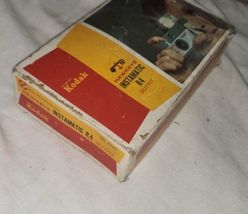 Kodak
HAWKEYE
INSTAMATIC
R4
OUTFIT
Kodak
INSTAMATIC R4